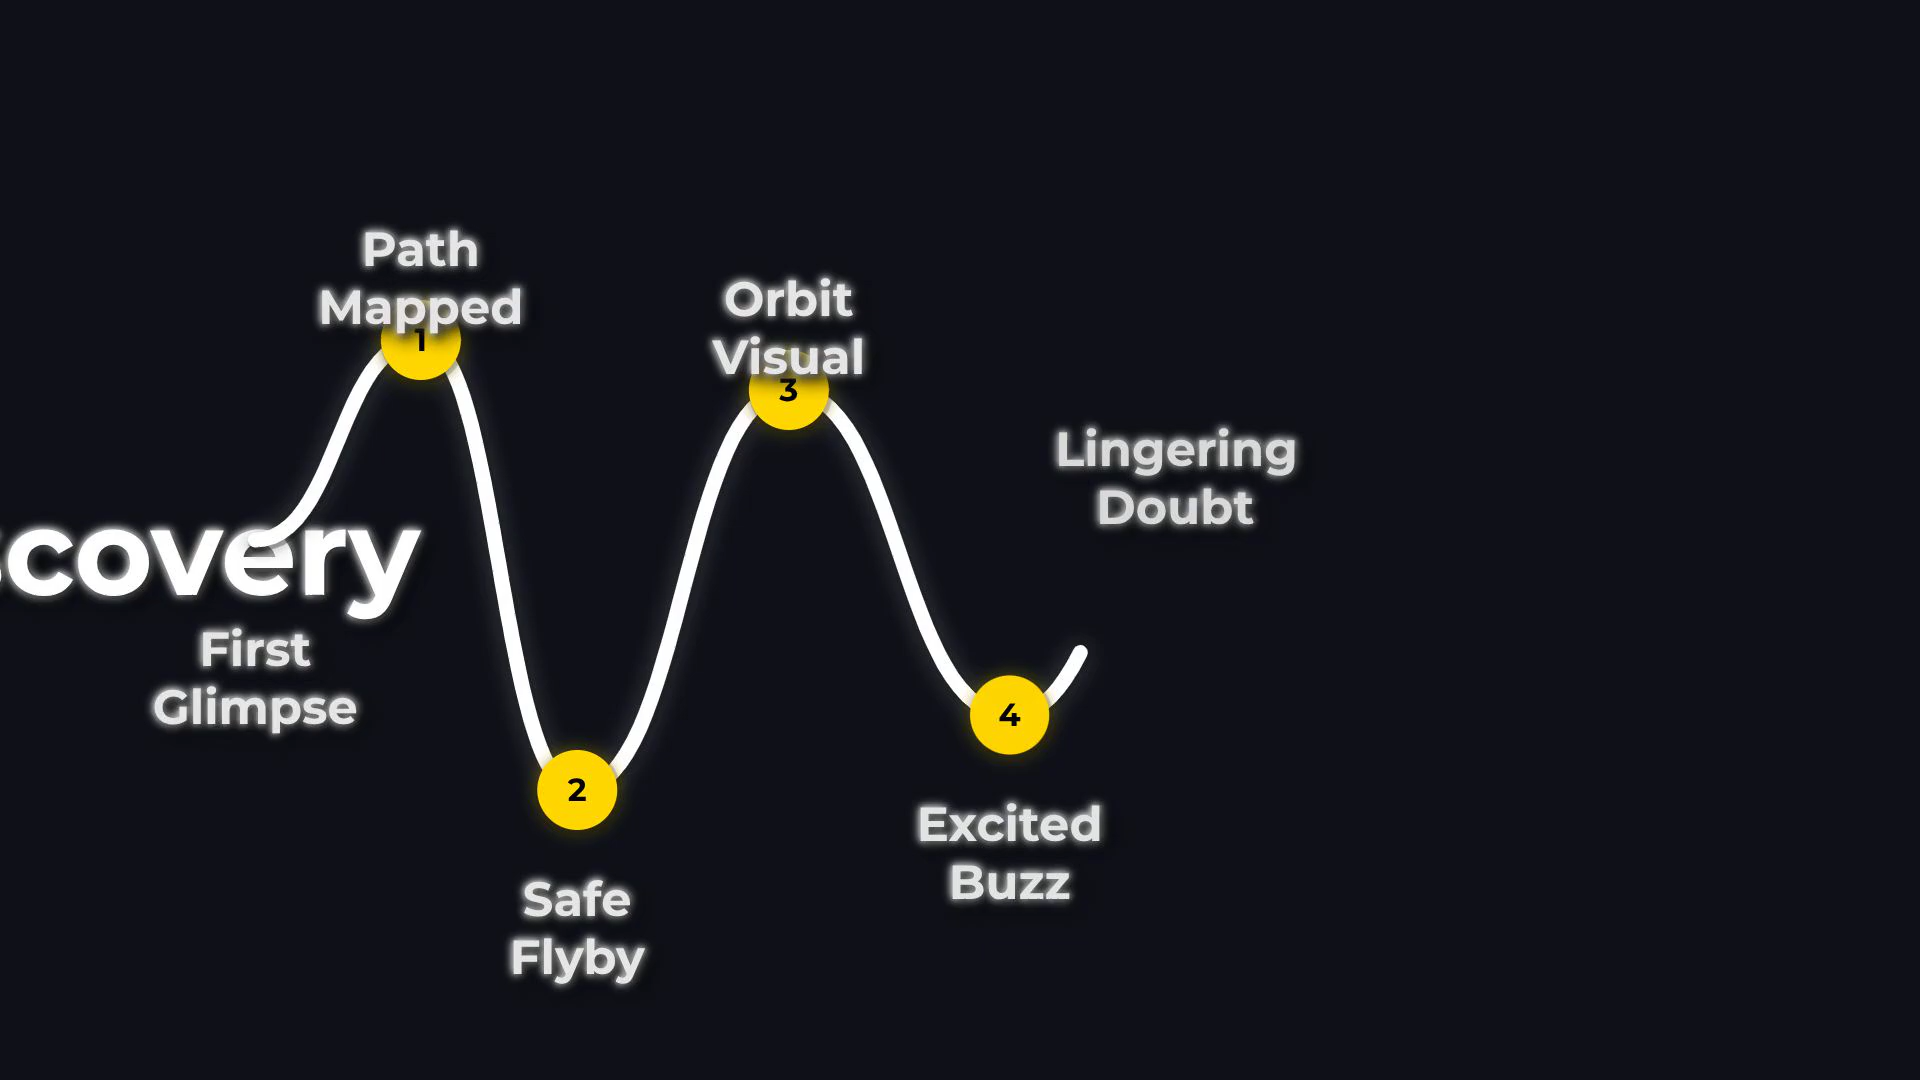 Path
Mapped
1
Orbit
Visual
3
Lingering
Doubt
covery
First
Glimpse
4
2
Excited
Buzz
Safe
Flyby